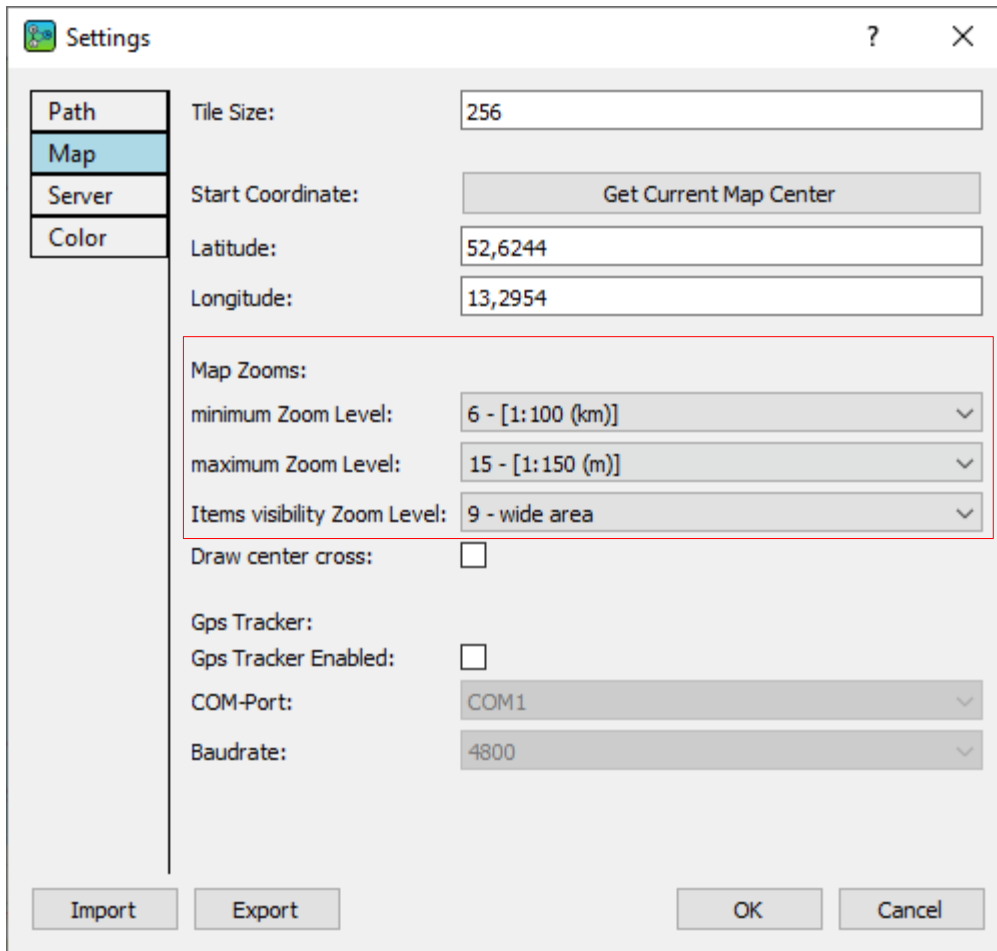 Settings
?
Path
Map
Server
Color
Tile Size: 256
Start Coordinate: Get Current Map Center
Latitude: 52,6244
Longitude: 13,2954
Map Zooms:
minimum Zoom Level: 6 - [1:100 (km)]
maximum Zoom Level: 15 - [1:150 (m)]
Items visibility Zoom Level: 9 - wide area
Draw center cross:
Gps Tracker:
Gps Tracker Enabled:
COM-Port: COM1
Baudrate: 4800
Import Export OK Cancel